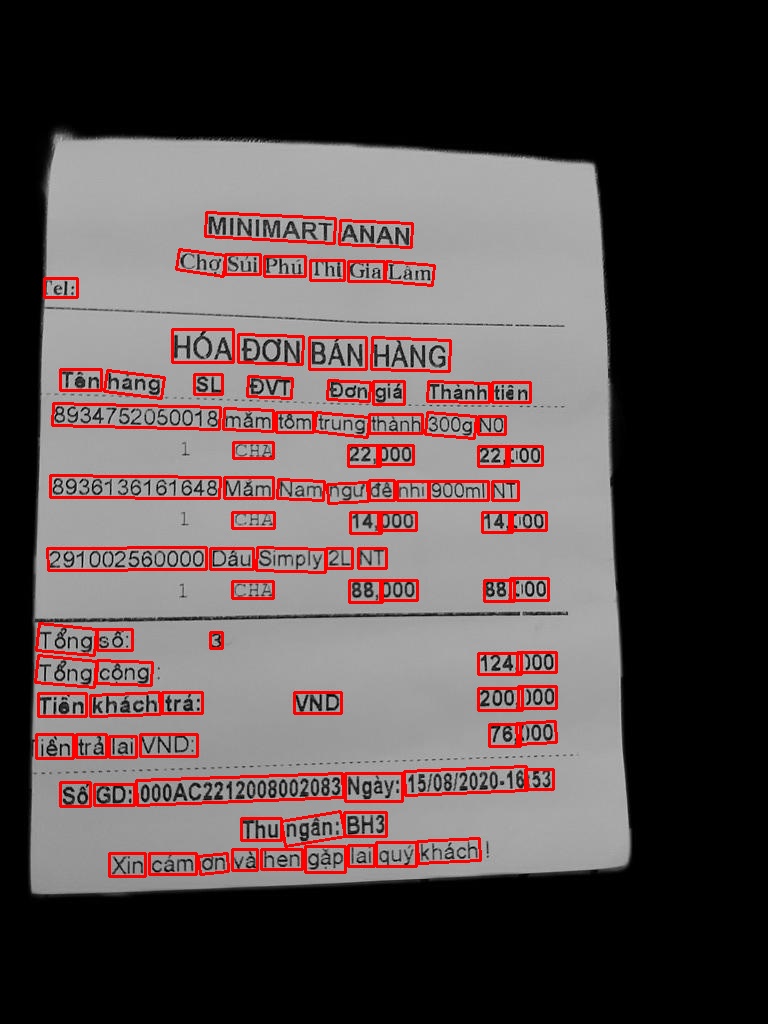 MINIMART ANAN
Chợ Súi Phú Thị Gia Lâm
Tel:
HÓA ĐƠN BÁN HÀNG
Tên hàng SL ĐVT Đơn giá Thành tiền
8934752050018 mắm tôm trung thành 300g N0
1 CHA 22,000 22,000
8936136161648 Mắm Nam ngư đệ nhị 900ml NT
1 CHA 14,000 14,000
291002560000 Dầu Simply 2L NT
1 CHA 88,000 88,000
Tổng số: 3
Tổng cộng : 124,000
Tiền khách trả: VND 200,000
Tiền trả lại VND: 76,000
Số GD: 000AC2212008002083 Ngày: 15/08/2020-16:53
Thu ngân: BH3
Xin cám ơn và hẹn gặp lại quý khách !